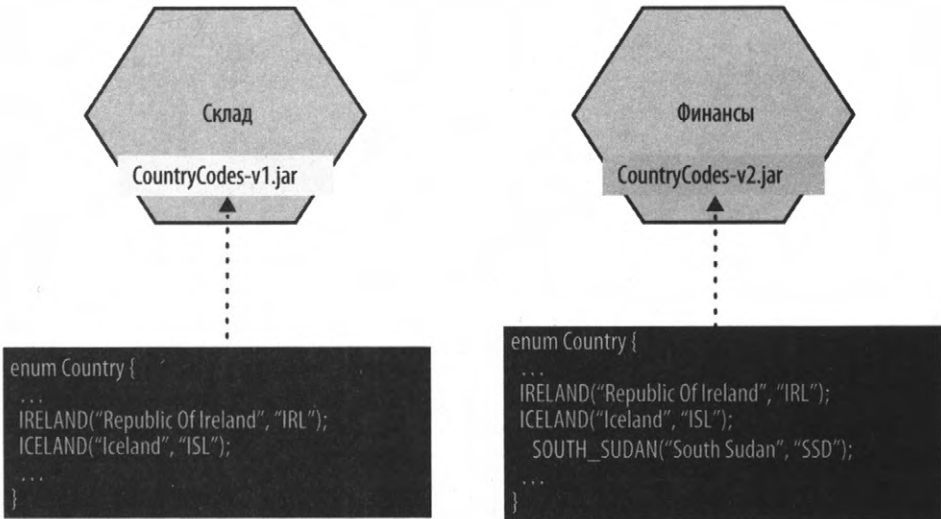 Склад
CountryCodes-v1.jar
enum Country {
...
IRELAND(“Republic Of Ireland”, “IRL”);
ICELAND(“Iceland”, “ISL”);
...
}
Финансы
CountryCodes-v2.jar
enum Country {
...
IRELAND(“Republic Of Ireland”, “IRL”);
ICELAND(“Iceland”, “ISL”);
SOUTH_SUDAN(“South Sudan”, “SSD”);
...
}